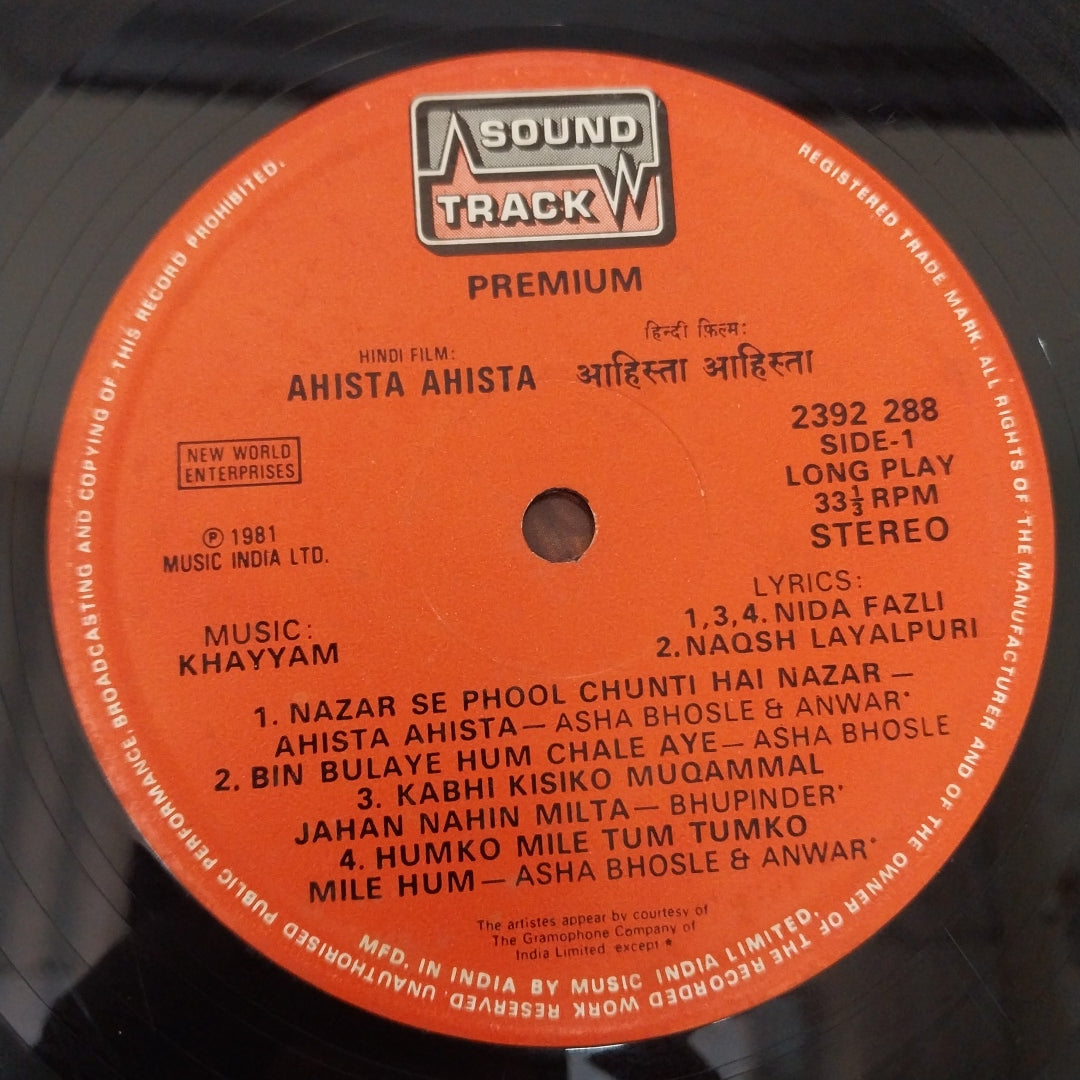 SOUND
TRACK
PREMIUM
HINDI FILM:
AHISTA AHISTA
हिन्दी फ़िल्म:
आहिस्ता आहिस्ता
NEW WORLD
ENTERPRISES
℗ 1981
MUSIC INDIA LTD.
2392 288
SIDE-1
LONG PLAY
33⅓ RPM
STEREO
MUSIC:
KHAYYAM
LYRICS:
1,3,4. NIDA FAZLI
2. NAQSH LAYALPURI
1. NAZAR SE PHOOL CHUNTI HAI NAZAR —
AHISTA AHISTA — ASHA BHOSLE & ANWAR*
2. BIN BULAYE HUM CHALE AYE — ASHA BHOSLE
3. KABHI KISIKO MUQAMMAL
JAHAN NAHIN MILTA — BHUPINDER*
4. HUMKO MILE TUM TUMKO
MILE HUM — ASHA BHOSLE & ANWAR*
The artistes appear by courtesy of
The Gramophone Company of
India Limited. except *
MFD. IN INDIA BY MUSIC INDIA LIMITED.
REGISTERED TRADE MARK. ALL RIGHTS OF THE MANUFACTURER AND OF THE OWNER OF THE RECORDED WORK RESERVED. UNAUTHORISED PUBLIC PERFORMANCE, BROADCASTING AND COPYING OF THIS RECORD PROHIBITED.